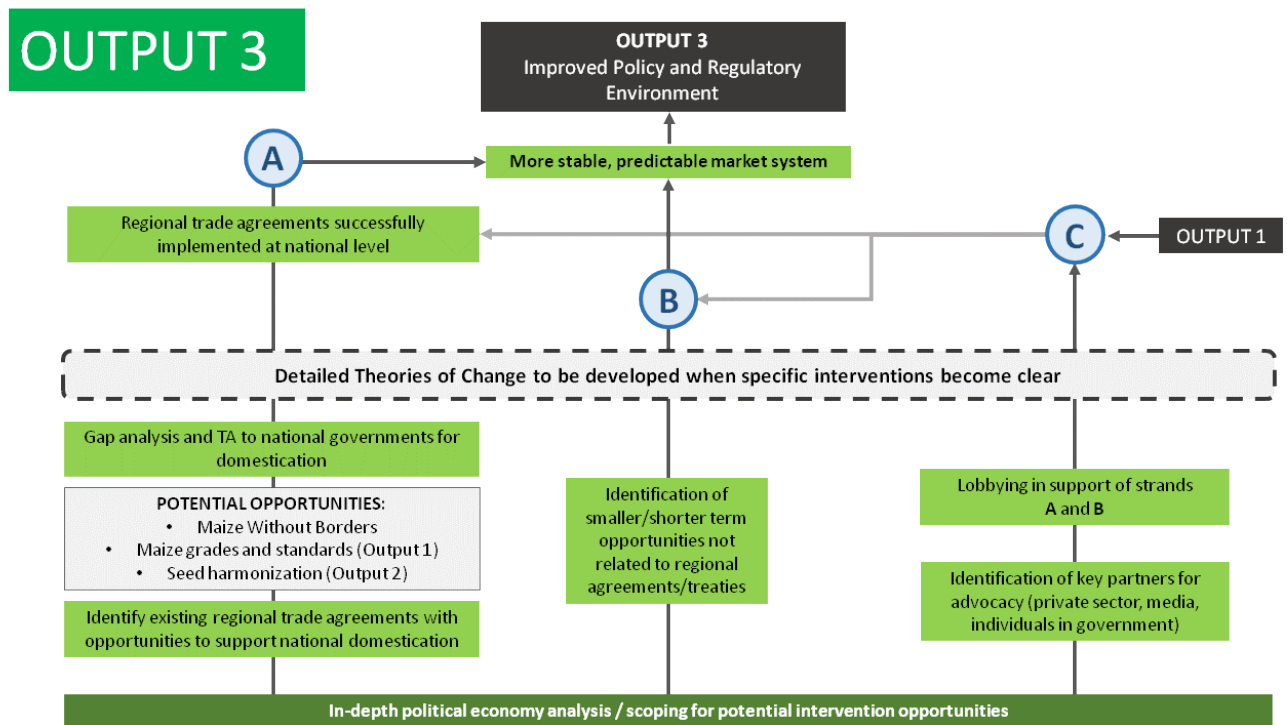 OUTPUT 3
OUTPUT 3
Improved Policy and Regulatory
Environment
A
More stable, predictable market system
Regional trade agreements successfully
implemented at national level
C
OUTPUT 1
B
Detailed Theories of Change to be developed when specific interventions become clear
Gap analysis and TA to national governments for
domestication
POTENTIAL OPPORTUNITIES:
• Maize Without Borders
• Maize grades and standards (Output 1)
• Seed harmonization (Output 2)
Identify existing regional trade agreements with
opportunities to support national domestication
Identification of
smaller/shorter term
opportunities not
related to regional
agreements/treaties
Lobbying in support of strands
A and B
Identification of key partners for
advocacy (private sector, media,
individuals in government)
In-depth political economy analysis / scoping for potential intervention opportunities